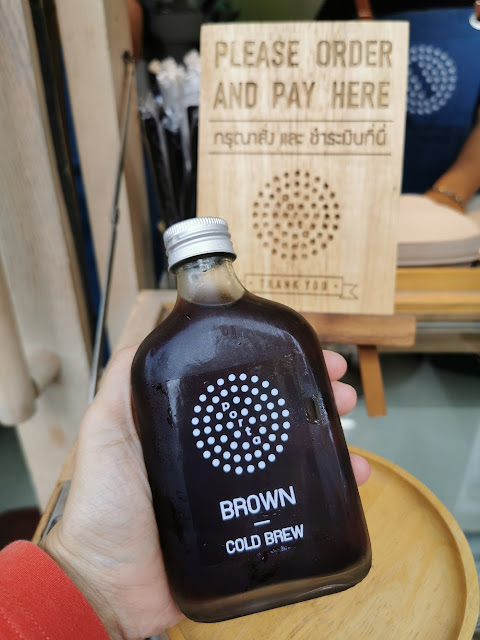 PLEASE ORDER
AND PAY HERE
กรุณาสั่ง และ ชำระเงินที่นี่
THANK YOU
porta
BROWN
COLD BREW